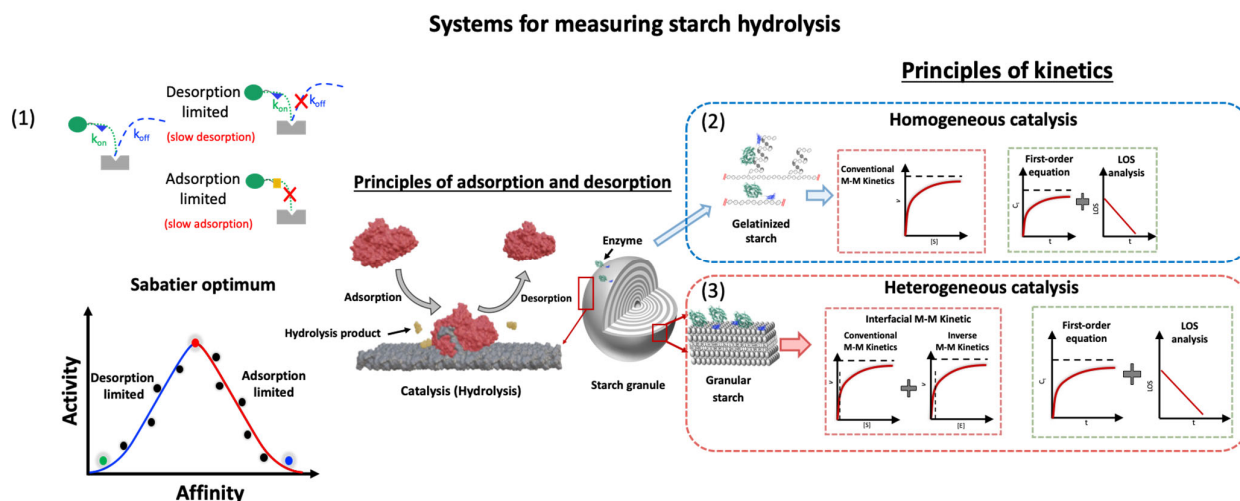 Systems for measuring starch hydrolysis
(1)
kon
koff
Desorption
limited
(slow desorption)
kon
koff
Adsorption
limited
(slow adsorption)
Sabatier optimum
Activity
Desorption
limited
Adsorption
limited
Affinity
Principles of adsorption and desorption
Adsorption
Desorption
Hydrolysis product
Catalysis (Hydrolysis)
Enzyme
Starch granule
Principles of kinetics
(2)
Homogeneous catalysis
Gelatinized
starch
Conventional
M-M Kinetics
v
[S]
First-order
equation
Ct
t
LOS
analysis
LOS
t
(3)
Heterogeneous catalysis
Granular
starch
Interfacial M-M Kinetic
Conventional
M-M Kinetics
v
[S]
Inverse
M-M Kinetics
v
[E]
First-order
equation
Ct
t
LOS
analysis
LOS
t